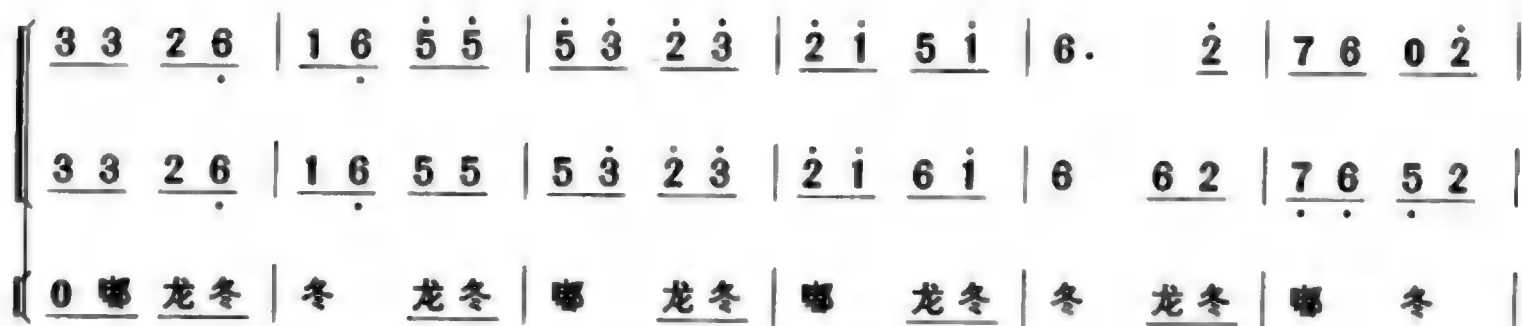 3 3 2 6̣ | 1 6̣ 5̇ 5̇ | 5̇ 3̇ 2̇ 3̇ | 2̇ 1̇ 5 1̇ | 6. 2̇ | 7 6 0 2̇ |
3 3 2 6̣ | 1 6̣ 5 5 | 5 3̇ 2̇ 3̇ | 2̇ 1̇ 6 1̇ | 6 6 2 | 7̣ 6̣ 5̣ 2 |
0 嘟 龙冬 | 冬 龙冬 | 嘟 龙冬 | 嘟 龙冬 | 冬 龙冬 | 嘟 冬 |